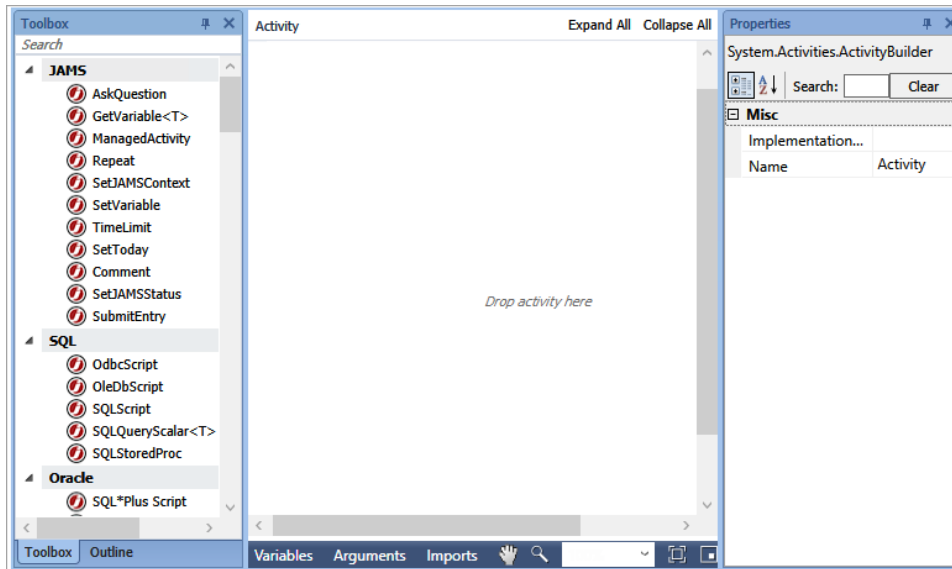 Toolbox
Search
JAMS
AskQuestion
GetVariable<T>
ManagedActivity
Repeat
SetJAMSContext
SetVariable
TimeLimit
SetToday
Comment
SetJAMSStatus
SubmitEntry
SQL
OdbcScript
OleDbScript
SQLScript
SQLQueryScalar<T>
SQLStoredProc
Oracle
SQL*Plus Script
Toolbox Outline
Activity Expand All Collapse All
Drop activity here
Variables Arguments Imports
Properties
System.Activities.ActivityBuilder
Search: Clear
Misc
Implementation...
Name Activity